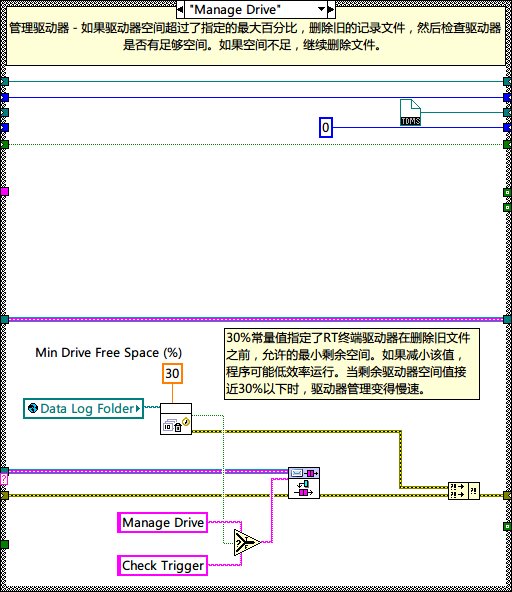 "Manage Drive"
管理驱动器 - 如果驱动器空间超过了指定的最大百分比，删除旧的记录文件，然后检查驱动器
是否有足够空间。如果空间不足，继续删除文件。
TDMS
0
30%常量值指定了RT终端驱动器在删除旧文件
之前，允许的最小剩余空间。如果减小该值，
程序可能低效率运行。当剩余驱动器空间值接
近30%以下时，驱动器管理变得慢速。
Min Drive Free Space (%)
30
Data Log Folder
Manage Drive
Check Trigger